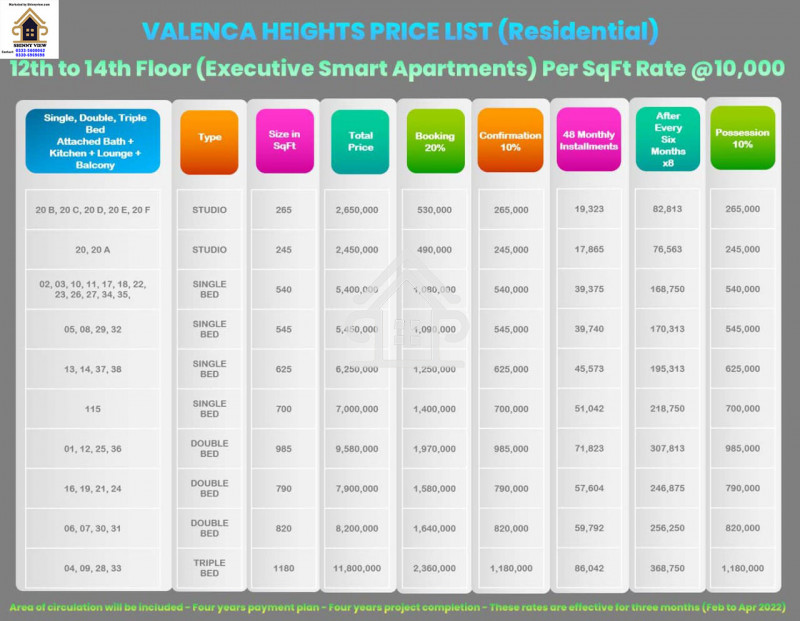 Marketed by Shinyview.com
SHINNY VIEW
VALENCA HEIGHTS PRICE LIST (Residential)
12th to 14th Floor (Executive Smart Apartments) Per SqFt Rate @10,000
Single, Double, Triple
Bed
Attached Bath +
Kitchen + Lounge +
Balcony
Type
Size in
SqFt
Total
Price
Booking
20%
Confirmation
10%
48 Monthly
Installments
After
Every
Six
Months
x8
Possession
10%
20 B, 20 C, 20 D, 20 E, 20 F STUDIO 265 2,650,000 530,000 265,000 19,323 82,813 265,000
20, 20 A STUDIO 245 2,450,000 490,000 245,000 17,865 76,563 245,000
02, 03, 10, 11, 17, 18, 22,
23, 26, 27, 34, 35, SINGLE
BED 540 5,400,000 1,080,000 540,000 39,375 168,750 540,000
05, 08, 29, 32 SINGLE
BED 545 5,450,000 1,090,000 545,000 39,740 170,313 545,000
13, 14, 37, 38 SINGLE
BED 625 6,250,000 1,250,000 625,000 45,573 195,313 625,000
115 SINGLE
BED 700 7,000,000 1,400,000 700,000 51,042 218,750 700,000
01, 12, 25, 36 DOUBLE
BED 985 9,580,000 1,970,000 985,000 71,823 307,813 985,000
16, 19, 21, 24 DOUBLE
BED 790 7,900,000 1,580,000 790,000 57,604 246,875 790,000
06, 07, 30, 31 DOUBLE
BED 820 8,200,000 1,640,000 820,000 59,792 256,250 820,000
04, 09, 28, 33 TRIPLE
BED 1180 11,800,000 2,360,000 1,180,000 86,042 368,750 1,180,000
Area of circulation will be included - Four years payment plan - Four years project completion - These rates are effective for three months (Feb to Apr 2022)